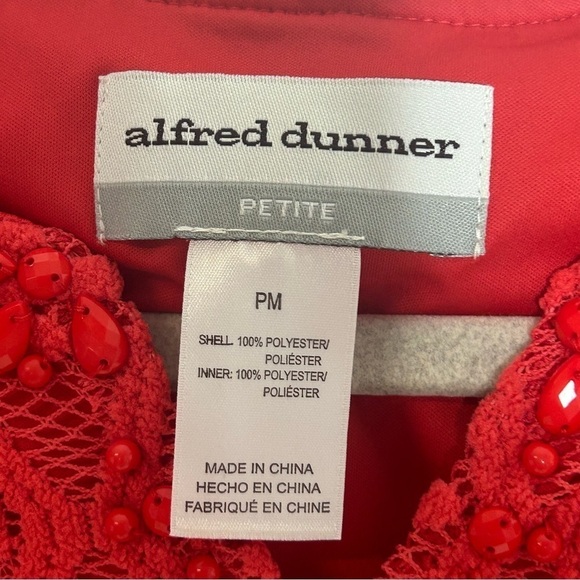 alfred dunner
PETITE
PM
SHELL: 100% POLYESTER/
POLIÉSTER
INNER: 100% POLYESTER/
POLIÉSTER
MADE IN CHINA
HECHO EN CHINA
FABRIQUÉ EN CHINE